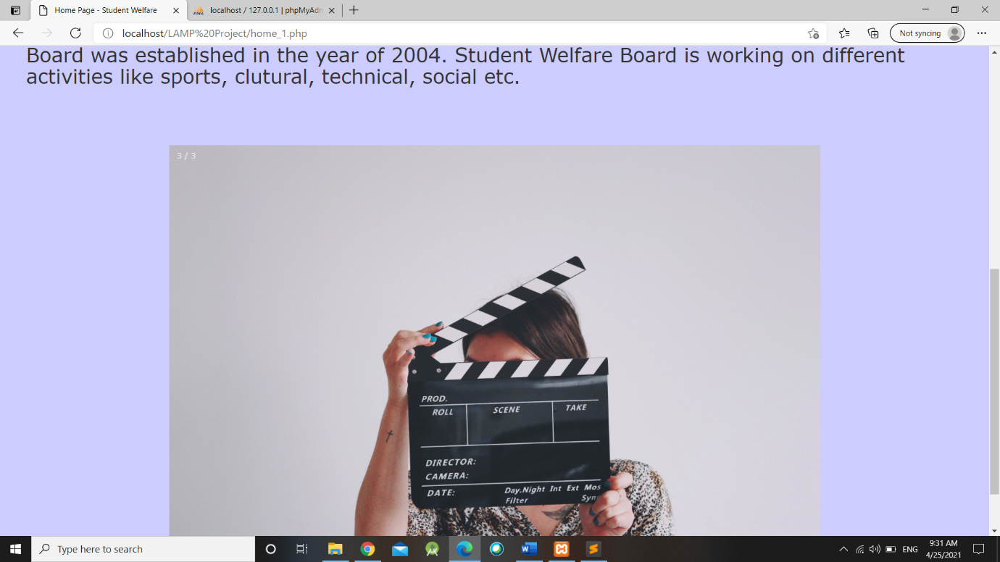 Home Page - Student Welfare
localhost / 127.0.0.1 | phpMyAdm
localhost/LAMP%20Project/home_1.php
Not syncing
Board was established in the year of 2004. Student Welfare Board is working on different
activities like sports, clutural, technical, social etc.
3 / 3
PROD.
ROLL SCENE TAKE
DIRECTOR:
CAMERA:
DATE: Day.Night Int Ext Mos
Filter Sync
Type here to search
ENG
9:31 AM
4/25/2021